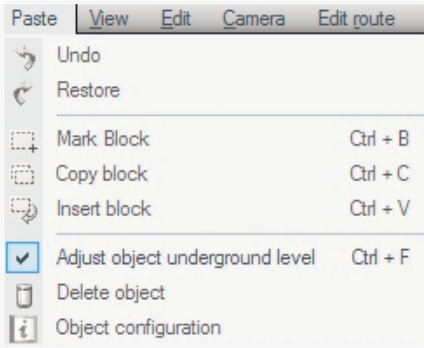 Paste View Edit Camera Edit route
Undo
Restore
Mark Block Ctrl + B
Copy block Ctrl + C
Insert block Ctrl + V
Adjust object underground level Ctrl + F
Delete object
Object configuration